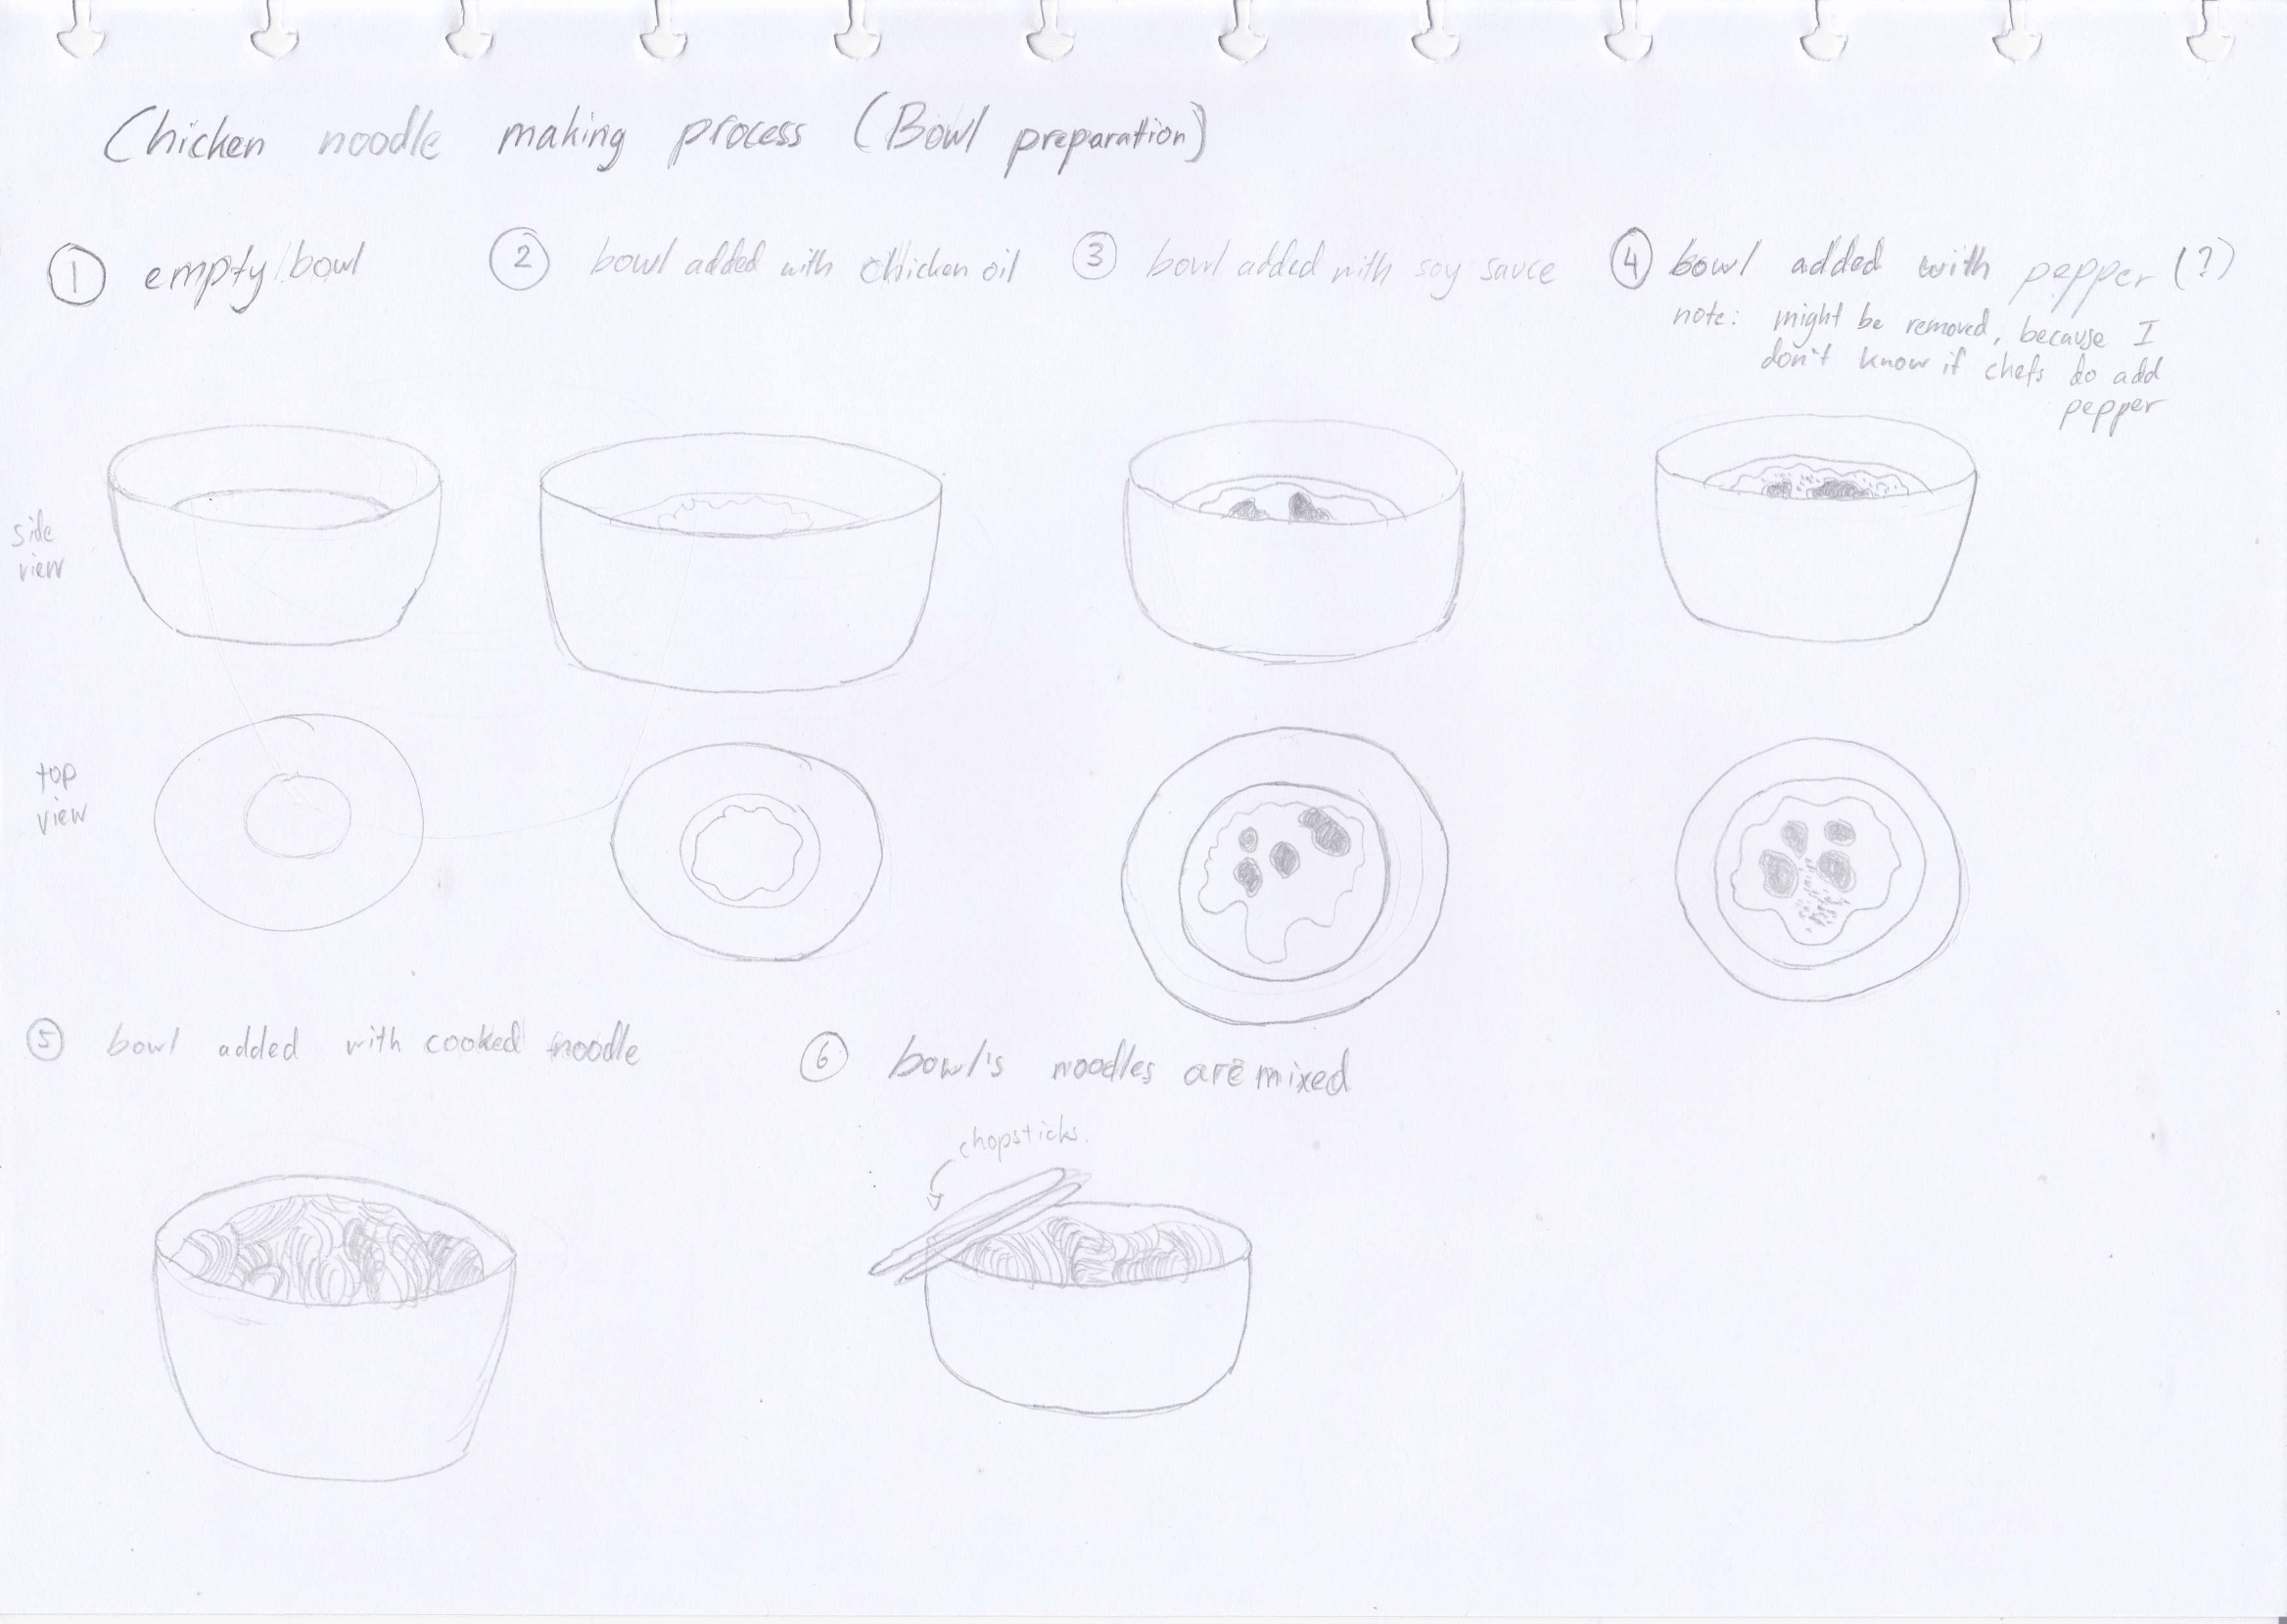 Chicken noodle making process (Bowl preparation)
① empty bowl
② bowl added with chicken oil
③ bowl added with soy sauce
④ bowl added with pepper (?)
note: might be removed, because I
don't know if chefs do add
pepper
side
view
top
view
⑤ bowl added with cooked noodle
⑥ bowl's noodles are mixed
chopsticks.